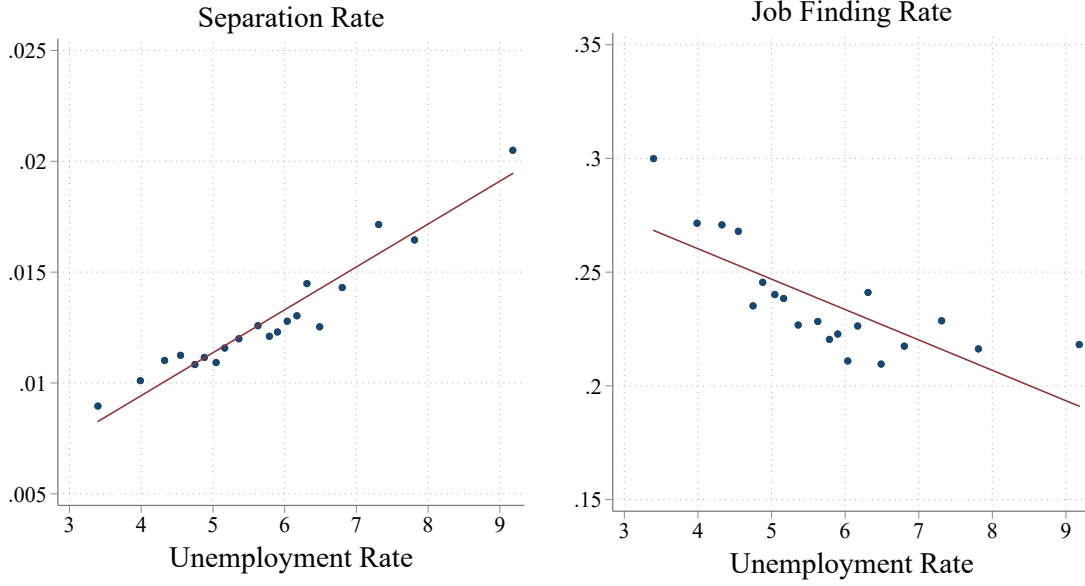 Separation Rate
.025
.02
.015
.01
.005
3 4 5 6 7 8 9
Unemployment Rate
Job Finding Rate
.35
.3
.25
.2
.15
3 4 5 6 7 8 9
Unemployment Rate